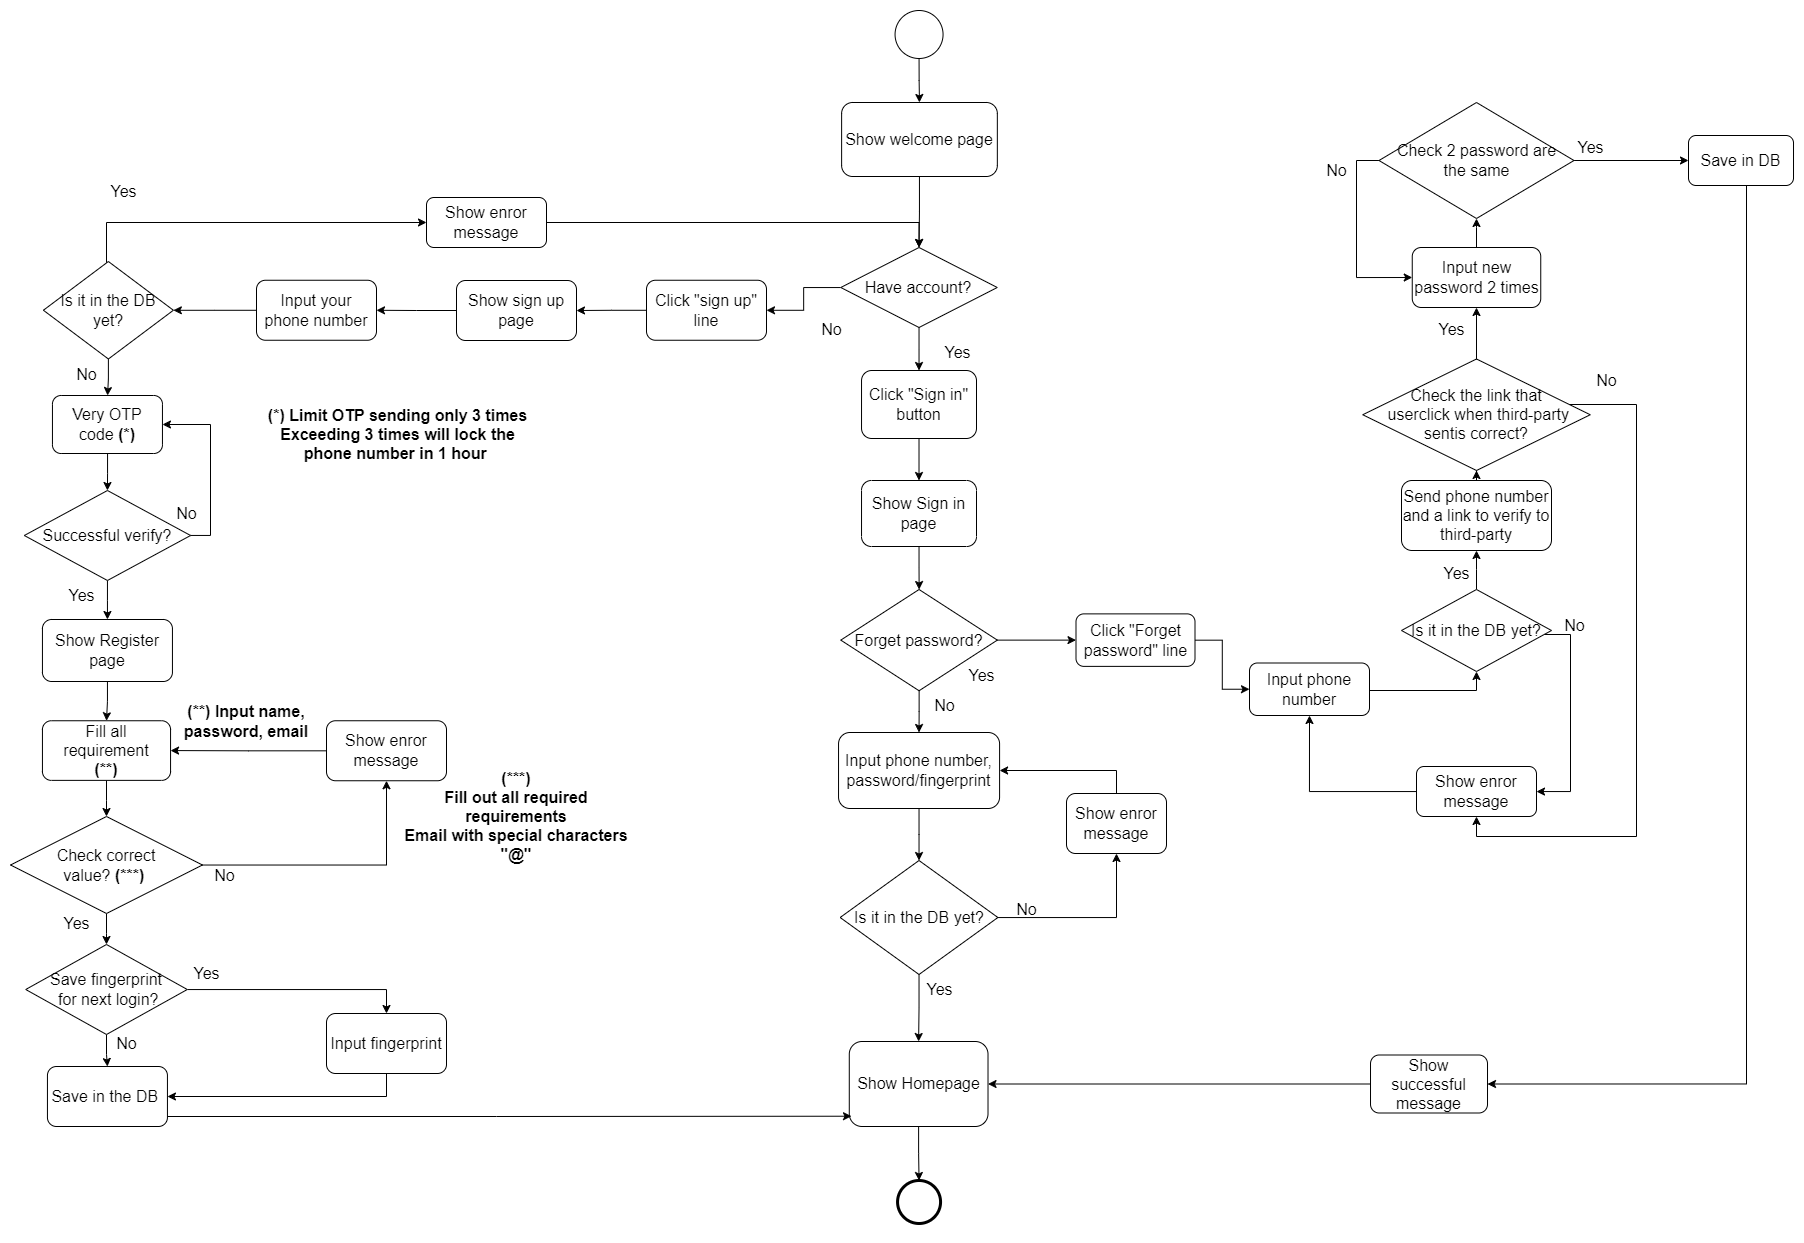 Show welcome page
Yes
Show enror
message
Have account?
No
Click "sign up"
line
Show sign up
page
Input your
phone number
Is it in the DB
yet?
No
Very OTP
code (*)
(*) Limit OTP sending only 3 times
Exceeding 3 times will lock the
phone number in 1 hour
Successful verify?
No
Yes
Show Register
page
Fill all
requirement
(**)
(**) Input name,
password, email
Show enror
message
(***)
Fill out all required
requirements
Email with special characters
"@"
Check correct
value? (***)
No
Yes
Save fingerprint
for next login?
Yes
Input fingerprint
No
Save in the DB
Yes
Click "Sign in"
button
Show Sign in
page
Forget password?
Yes
No
Click "Forget
password" line
Input phone number,
password/fingerprint
Show enror
message
Is it in the DB yet?
No
Yes
Show Homepage
Input phone
number
Is it in the DB yet?
No
Show enror
message
Yes
Send phone number
and a link to verify to
third-party
Check the link that
userclick when third-party
sentis correct?
No
Yes
Input new
password 2 times
Check 2 password are
the same
No
Yes
Save in DB
Show
successful
message